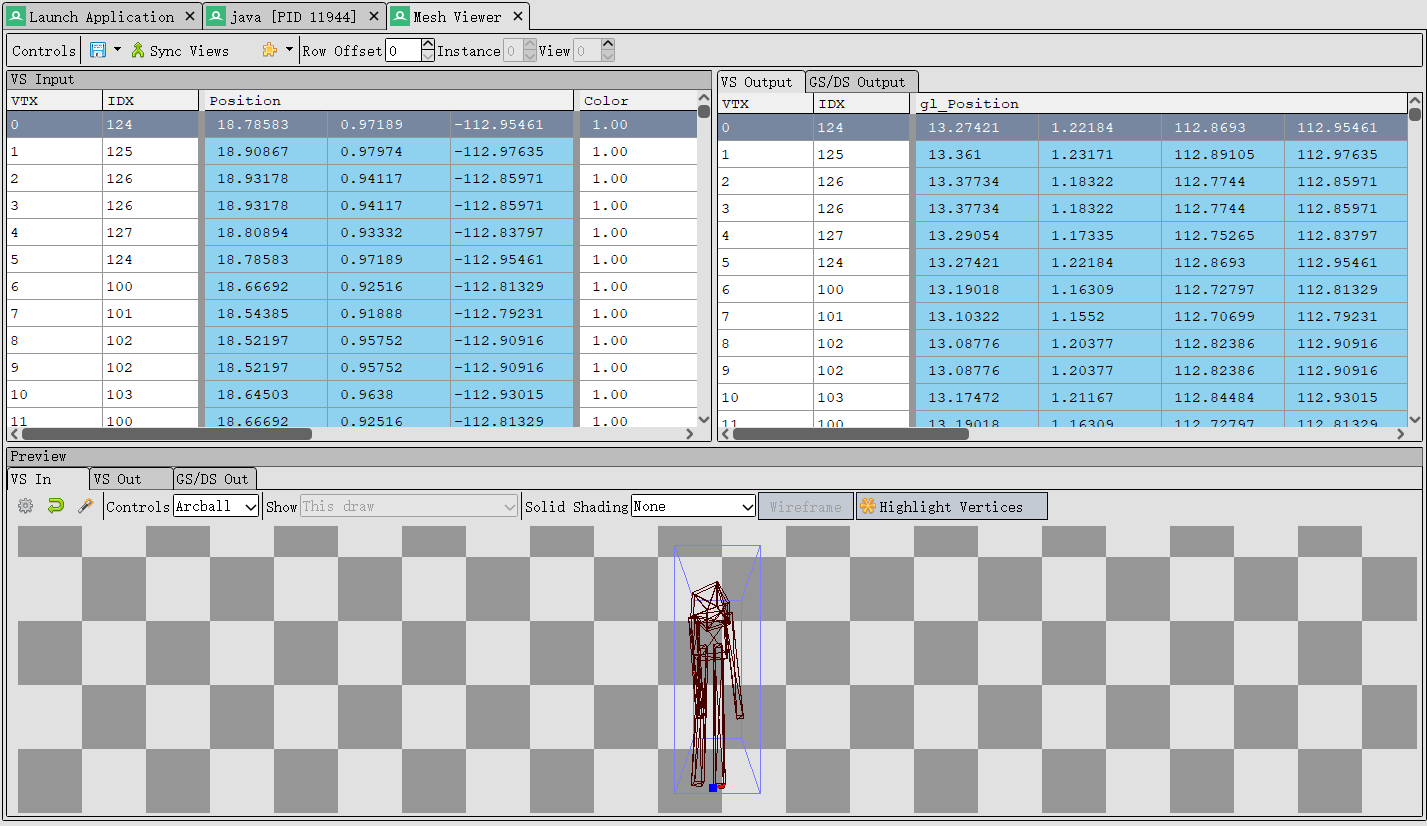 Launch Application × java [PID 11944] × Mesh Viewer ×
Controls Sync Views Row Offset 0 Instance 0 View 0
VS Input
VTX IDX Position Color
0 124 18.78583 0.97189 -112.95461 1.00
1 125 18.90867 0.97974 -112.97635 1.00
2 126 18.93178 0.94117 -112.85971 1.00
3 126 18.93178 0.94117 -112.85971 1.00
4 127 18.80894 0.93332 -112.83797 1.00
5 124 18.78583 0.97189 -112.95461 1.00
6 100 18.66692 0.92516 -112.81329 1.00
7 101 18.54385 0.91888 -112.79231 1.00
8 102 18.52197 0.95752 -112.90916 1.00
9 102 18.52197 0.95752 -112.90916 1.00
10 103 18.64503 0.9638 -112.93015 1.00
11 100 18.66692 0.92516 -112.81329 1.00
VS Output GS/DS Output
VTX IDX gl_Position
0 124 13.27421 1.22184 112.8693 112.95461
1 125 13.361 1.23171 112.89105 112.97635
2 126 13.37734 1.18322 112.7744 112.85971
3 126 13.37734 1.18322 112.7744 112.85971
4 127 13.29054 1.17335 112.75265 112.83797
5 124 13.27421 1.22184 112.8693 112.95461
6 100 13.19018 1.16309 112.72797 112.81329
7 101 13.10322 1.1552 112.70699 112.79231
8 102 13.08776 1.20377 112.82386 112.90916
9 102 13.08776 1.20377 112.82386 112.90916
10 103 13.17472 1.21167 112.84484 112.93015
11 100 13.19018 1.16309 112.72797 112.81329
Preview
VS In VS Out GS/DS Out
Controls Arcball Show This draw Solid Shading None Wireframe Highlight Vertices